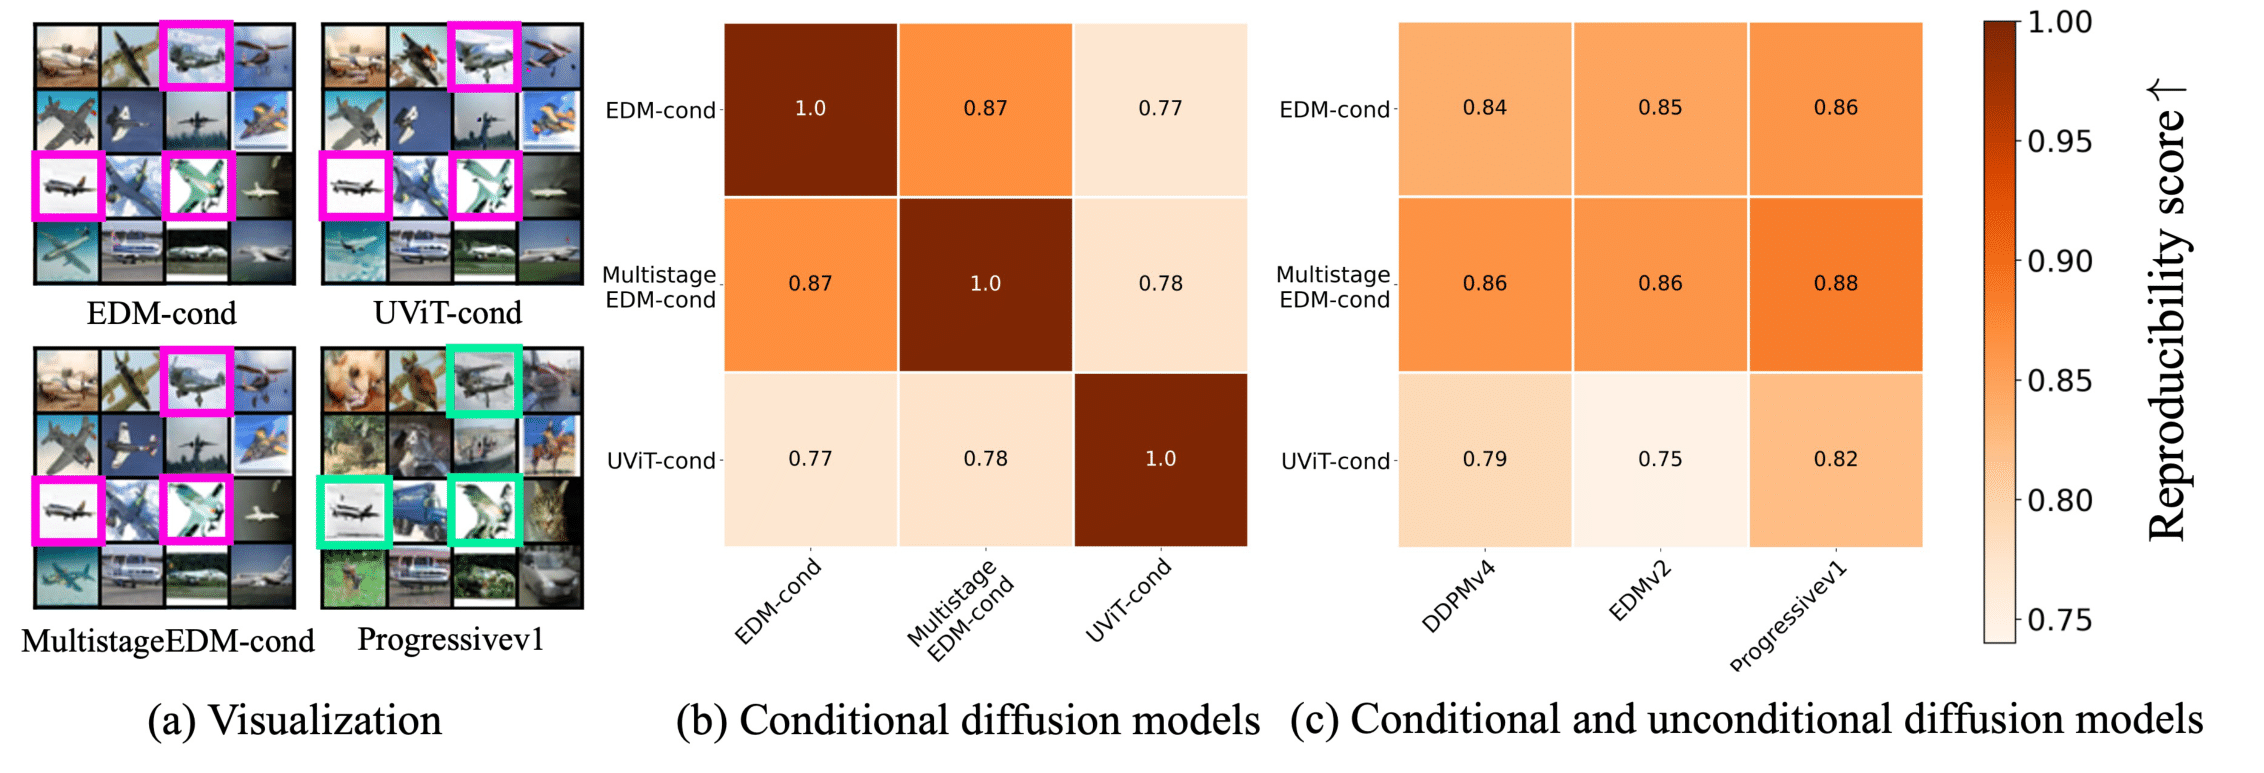 EDM-cond
UViT-cond
MultistageEDM-cond
Progressivev1
(a) Visualization
EDM-cond
1.0
0.87
0.77
Multistage
EDM-cond
0.87
1.0
0.78
UViT-cond
0.77
0.78
1.0
EDM-cond
Multistage
EDM-cond
UViT-cond
(b) Conditional diffusion models
EDM-cond
0.84
0.85
0.86
Multistage
EDM-cond
0.86
0.86
0.88
UViT-cond
0.79
0.75
0.82
DDPMv4
EDMv2
Progressivev1
(c) Conditional and unconditional diffusion models
1.00
0.95
0.90
0.85
0.80
0.75
Reproducibility score↑